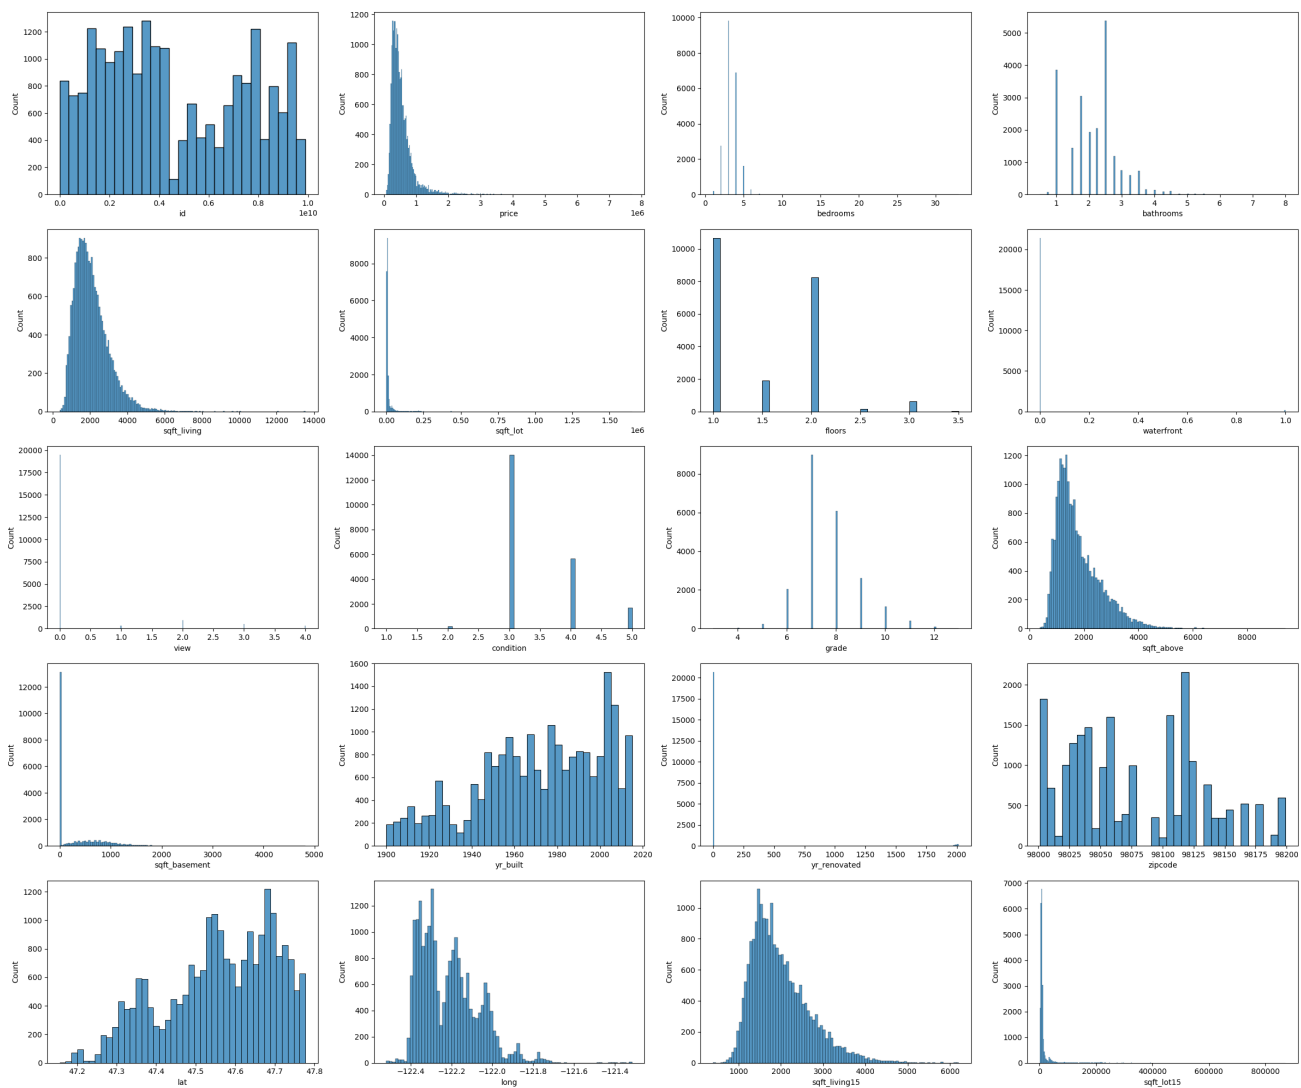 Count
0 200 400 600 800 1000 1200
0.0 0.2 0.4 0.6 0.8 1.0
1e10
id
Count
0 200 400 600 800 1000 1200
0 1 2 3 4 5 6 7 8
1e6
price
Count
0 2000 4000 6000 8000 10000
0 5 10 15 20 25 30
bedrooms
Count
0 1000 2000 3000 4000 5000
1 2 3 4 5 6 7 8
bathrooms
Count
0 200 400 600 800
0 2000 4000 6000 8000 10000 12000 14000
sqft_living
Count
0 2000 4000 6000 8000
0.00 0.25 0.50 0.75 1.00 1.25 1.50
1e6
sqft_lot
Count
0 2000 4000 6000 8000 10000
1.0 1.5 2.0 2.5 3.0 3.5
floors
Count
0 5000 10000 15000 20000
0.0 0.2 0.4 0.6 0.8 1.0
waterfront
Count
0 2500 5000 7500 10000 12500 15000 17500 20000
0.0 0.5 1.0 1.5 2.0 2.5 3.0 3.5 4.0
view
Count
0 2000 4000 6000 8000 10000 12000 14000
1.0 1.5 2.0 2.5 3.0 3.5 4.0 4.5 5.0
condition
Count
0 2000 4000 6000 8000
4 6 8 10 12
grade
Count
0 200 400 600 800 1000 1200
0 2000 4000 6000 8000
sqft_above
Count
0 2000 4000 6000 8000 10000 12000
0 1000 2000 3000 4000 5000
sqft_basement
Count
0 200 400 600 800 1000 1200 1400 1600
1900 1920 1940 1960 1980 2000 2020
yr_built
Count
0 2500 5000 7500 10000 12500 15000 17500 20000
0 250 500 750 1000 1250 1500 1750 2000
yr_renovated
Count
0 500 1000 1500 2000
98000 98025 98050 98075 98100 98125 98150 98175 98200
zipcode
Count
0 200 400 600 800 1000 1200
47.2 47.3 47.4 47.5 47.6 47.7 47.8
lat
Count
0 200 400 600 800 1000 1200
−122.4 −122.2 −122.0 −121.8 −121.6 −121.4
long
Count
0 200 400 600 800 1000
1000 2000 3000 4000 5000 6000
sqft_living15
Count
0 1000 2000 3000 4000 5000 6000 7000
0 200000 400000 600000 800000
sqft_lot15